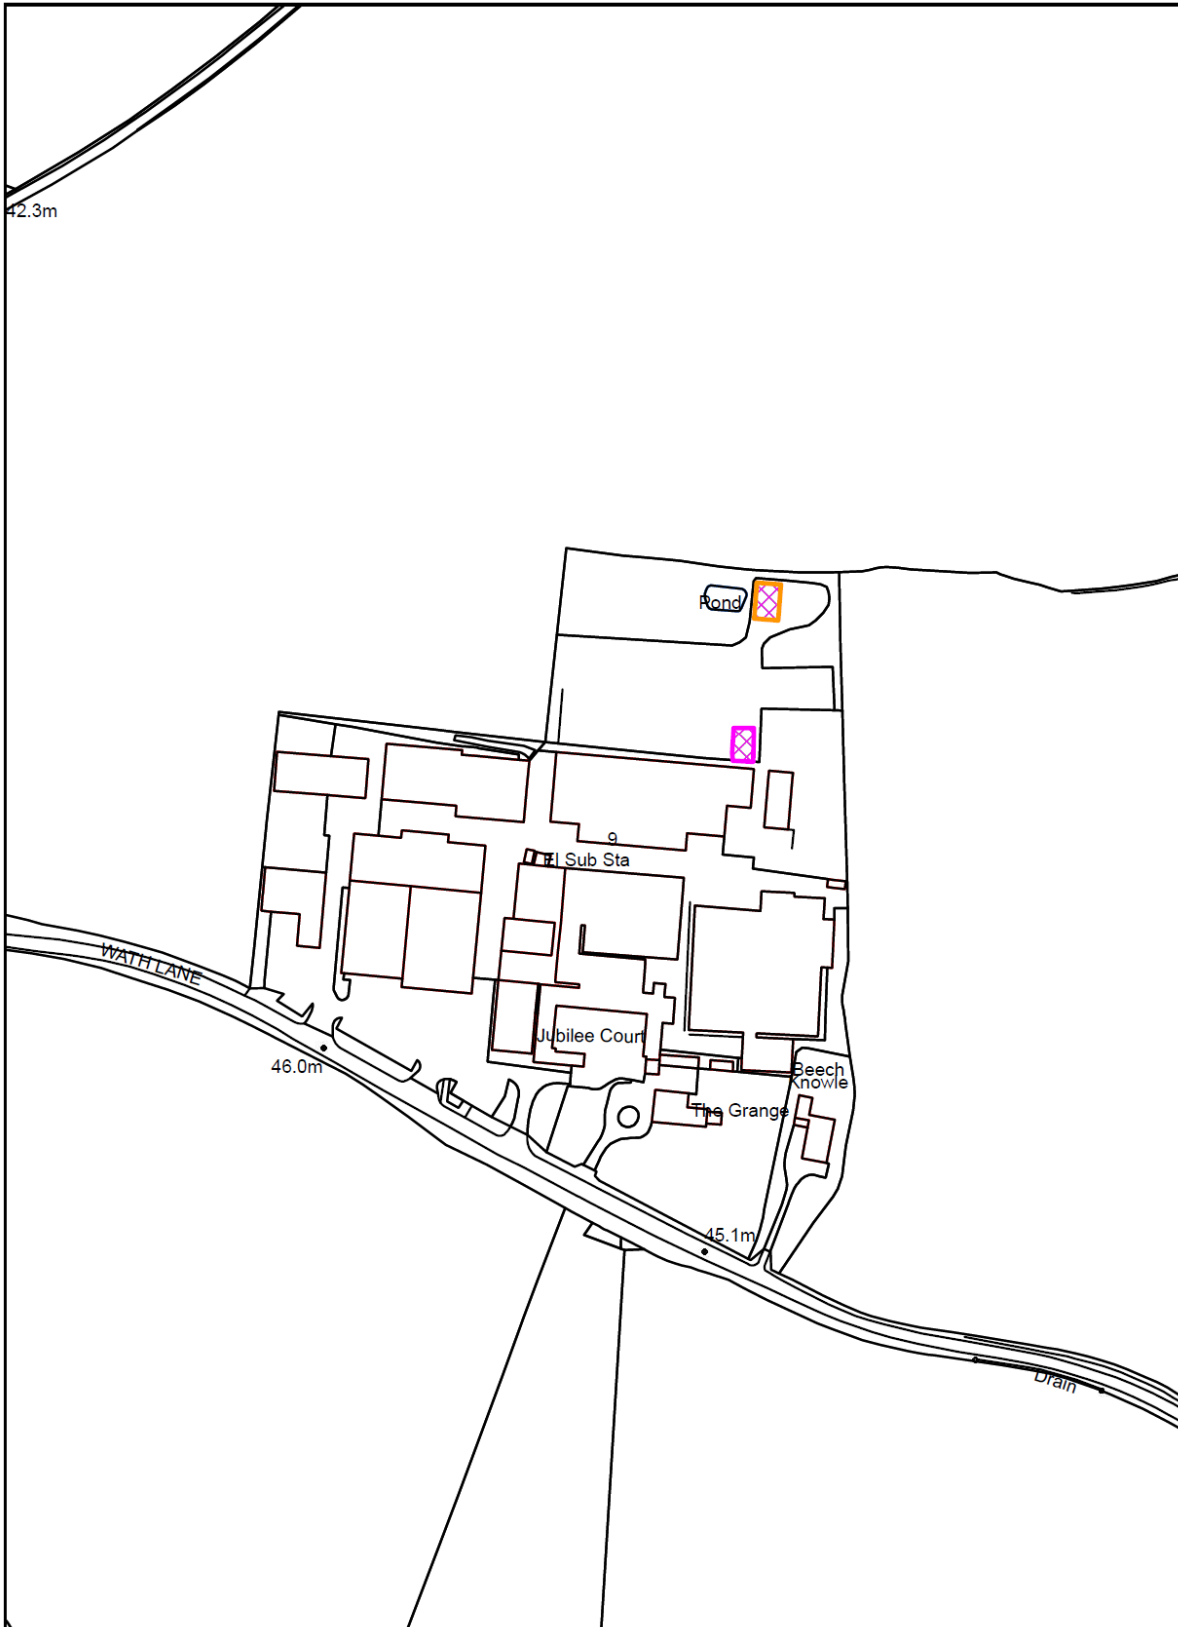 42.3m
Pond
9
El Sub Sta
WATH LANE
Jubilee Court
46.0m
Beech
Knowle
The Grange
45.1m
Drain